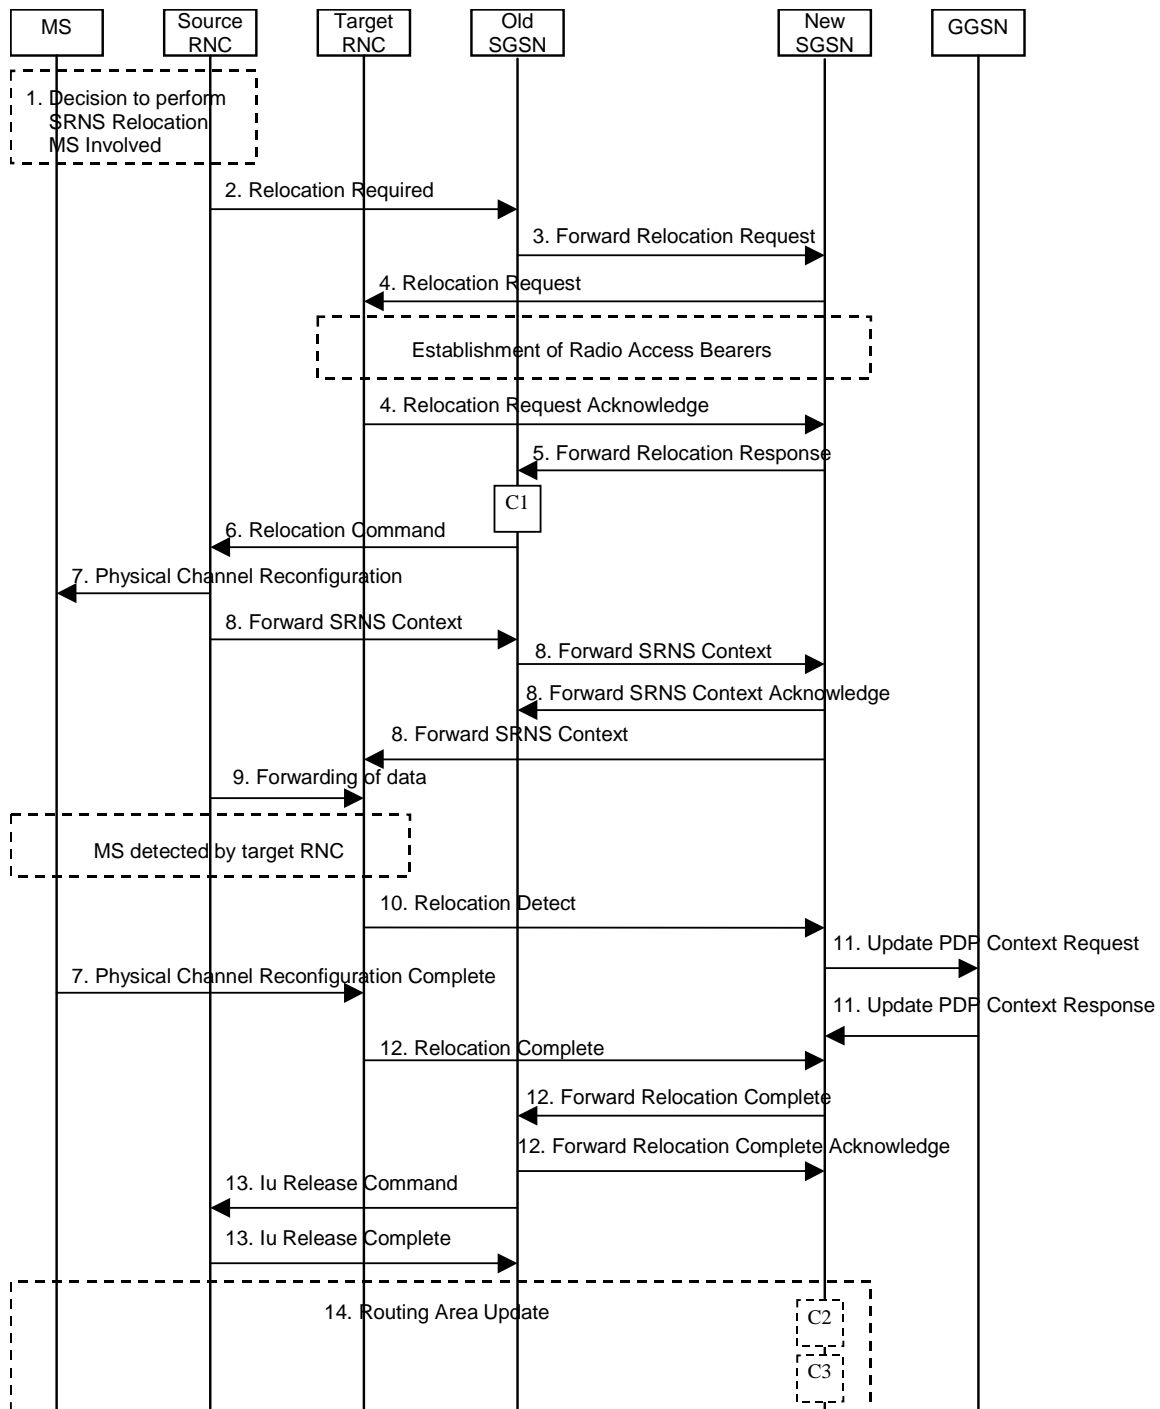 MS
Source
RNC
Target
RNC
Old
SGSN
New
SGSN
GGSN
1. Decision to perform
SRNS Relocation
MS Involved
2. Relocation Required
3. Forward Relocation Request
4. Relocation Request
Establishment of Radio Access Bearers
4. Relocation Request Acknowledge
5. Forward Relocation Response
C1
6. Relocation Command
7. Physical Channel Reconfiguration
8. Forward SRNS Context
8. Forward SRNS Context
8. Forward SRNS Context Acknowledge
8. Forward SRNS Context
9. Forwarding of data
MS detected by target RNC
10. Relocation Detect
11. Update PDP Context Request
7. Physical Channel Reconfiguration Complete
11. Update PDP Context Response
12. Relocation Complete
12. Forward Relocation Complete
12. Forward Relocation Complete Acknowledge
13. Iu Release Command
13. Iu Release Complete
14. Routing Area Update
C2
C3